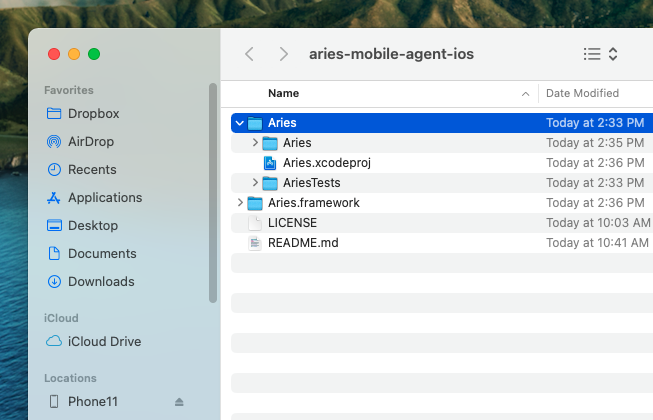 aries-mobile-agent-ios
Favorites
Dropbox
AirDrop
Recents
Applications
Desktop
Documents
Downloads
iCloud
iCloud Drive
Locations
Phone11
Name Date Modified
Aries Today at 2:33 PM
Aries Today at 2:35 PM
Aries.xcodeproj Today at 2:36 PM
AriesTests Today at 2:33 PM
Aries.framework Today at 2:36 PM
LICENSE Today at 10:03 AM
README.md Today at 10:41 AM